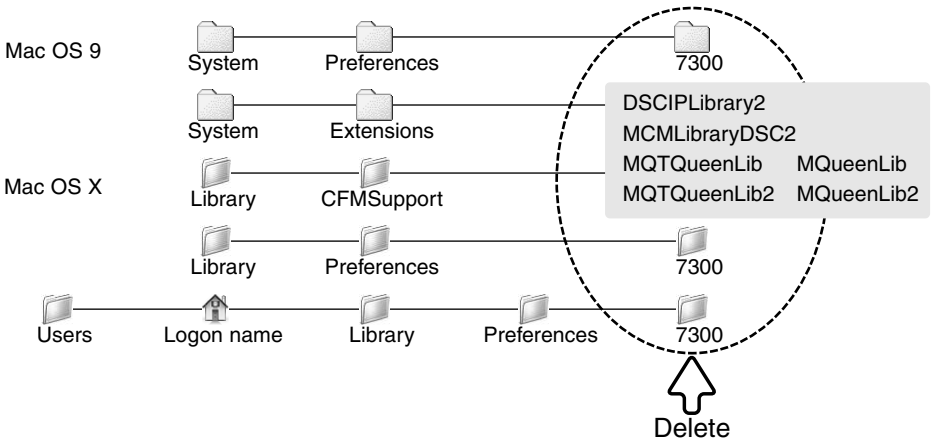 Mac OS 9
System Preferences 7300
System Extensions
DSCIPLibrary2
MCMLibraryDSC2
MQTQueenLib MQueenLib
MQTQueenLib2 MQueenLib2
Mac OS X
Library CFMSupport
Library Preferences 7300
Users Logon name Library Preferences 7300
Delete